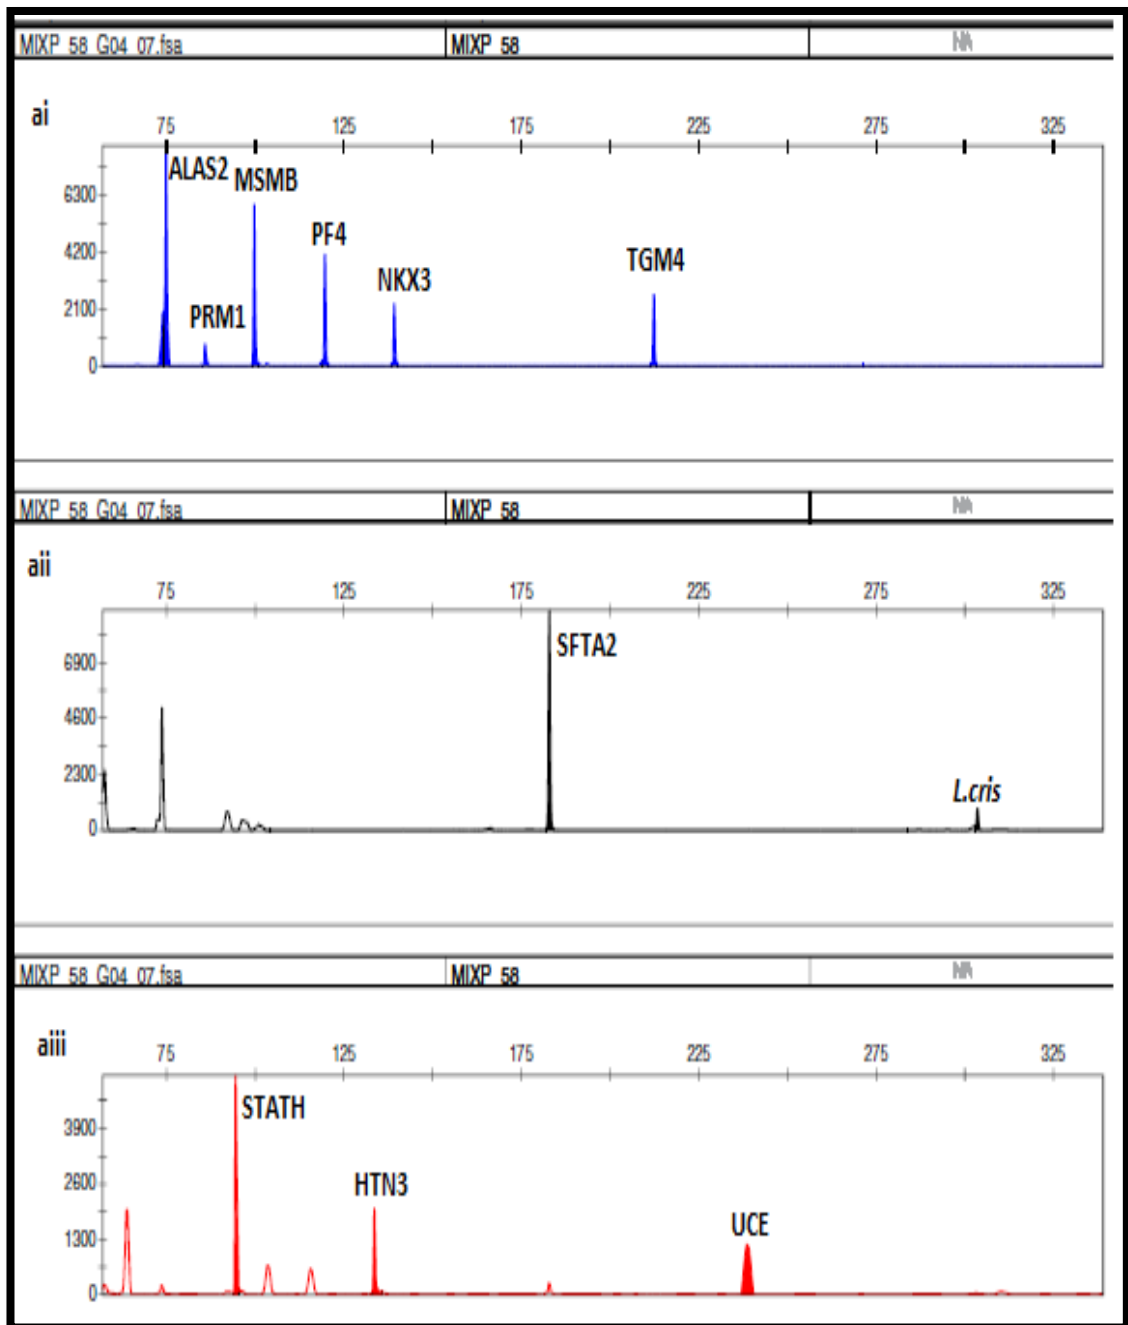 MIXP 58 G04 07.fsa MIXP 58 NA
ai
75 125 175 225 275 325
ALAS2 MSMB
6300
PF4
4200
TGM4
NKX3
2100
PRM1
0
MIXP 58 G04 07.fsa MIXP 58 NA
aii
75 125 175 225 275 325
SFTA2
6900
4600
2300
L.cris
0
MIXP 58 G04 07.fsa MIXP 58 NA
aiii
75 125 175 225 275 325
STATH
3900
HTN3
2600
UCE
1300
0